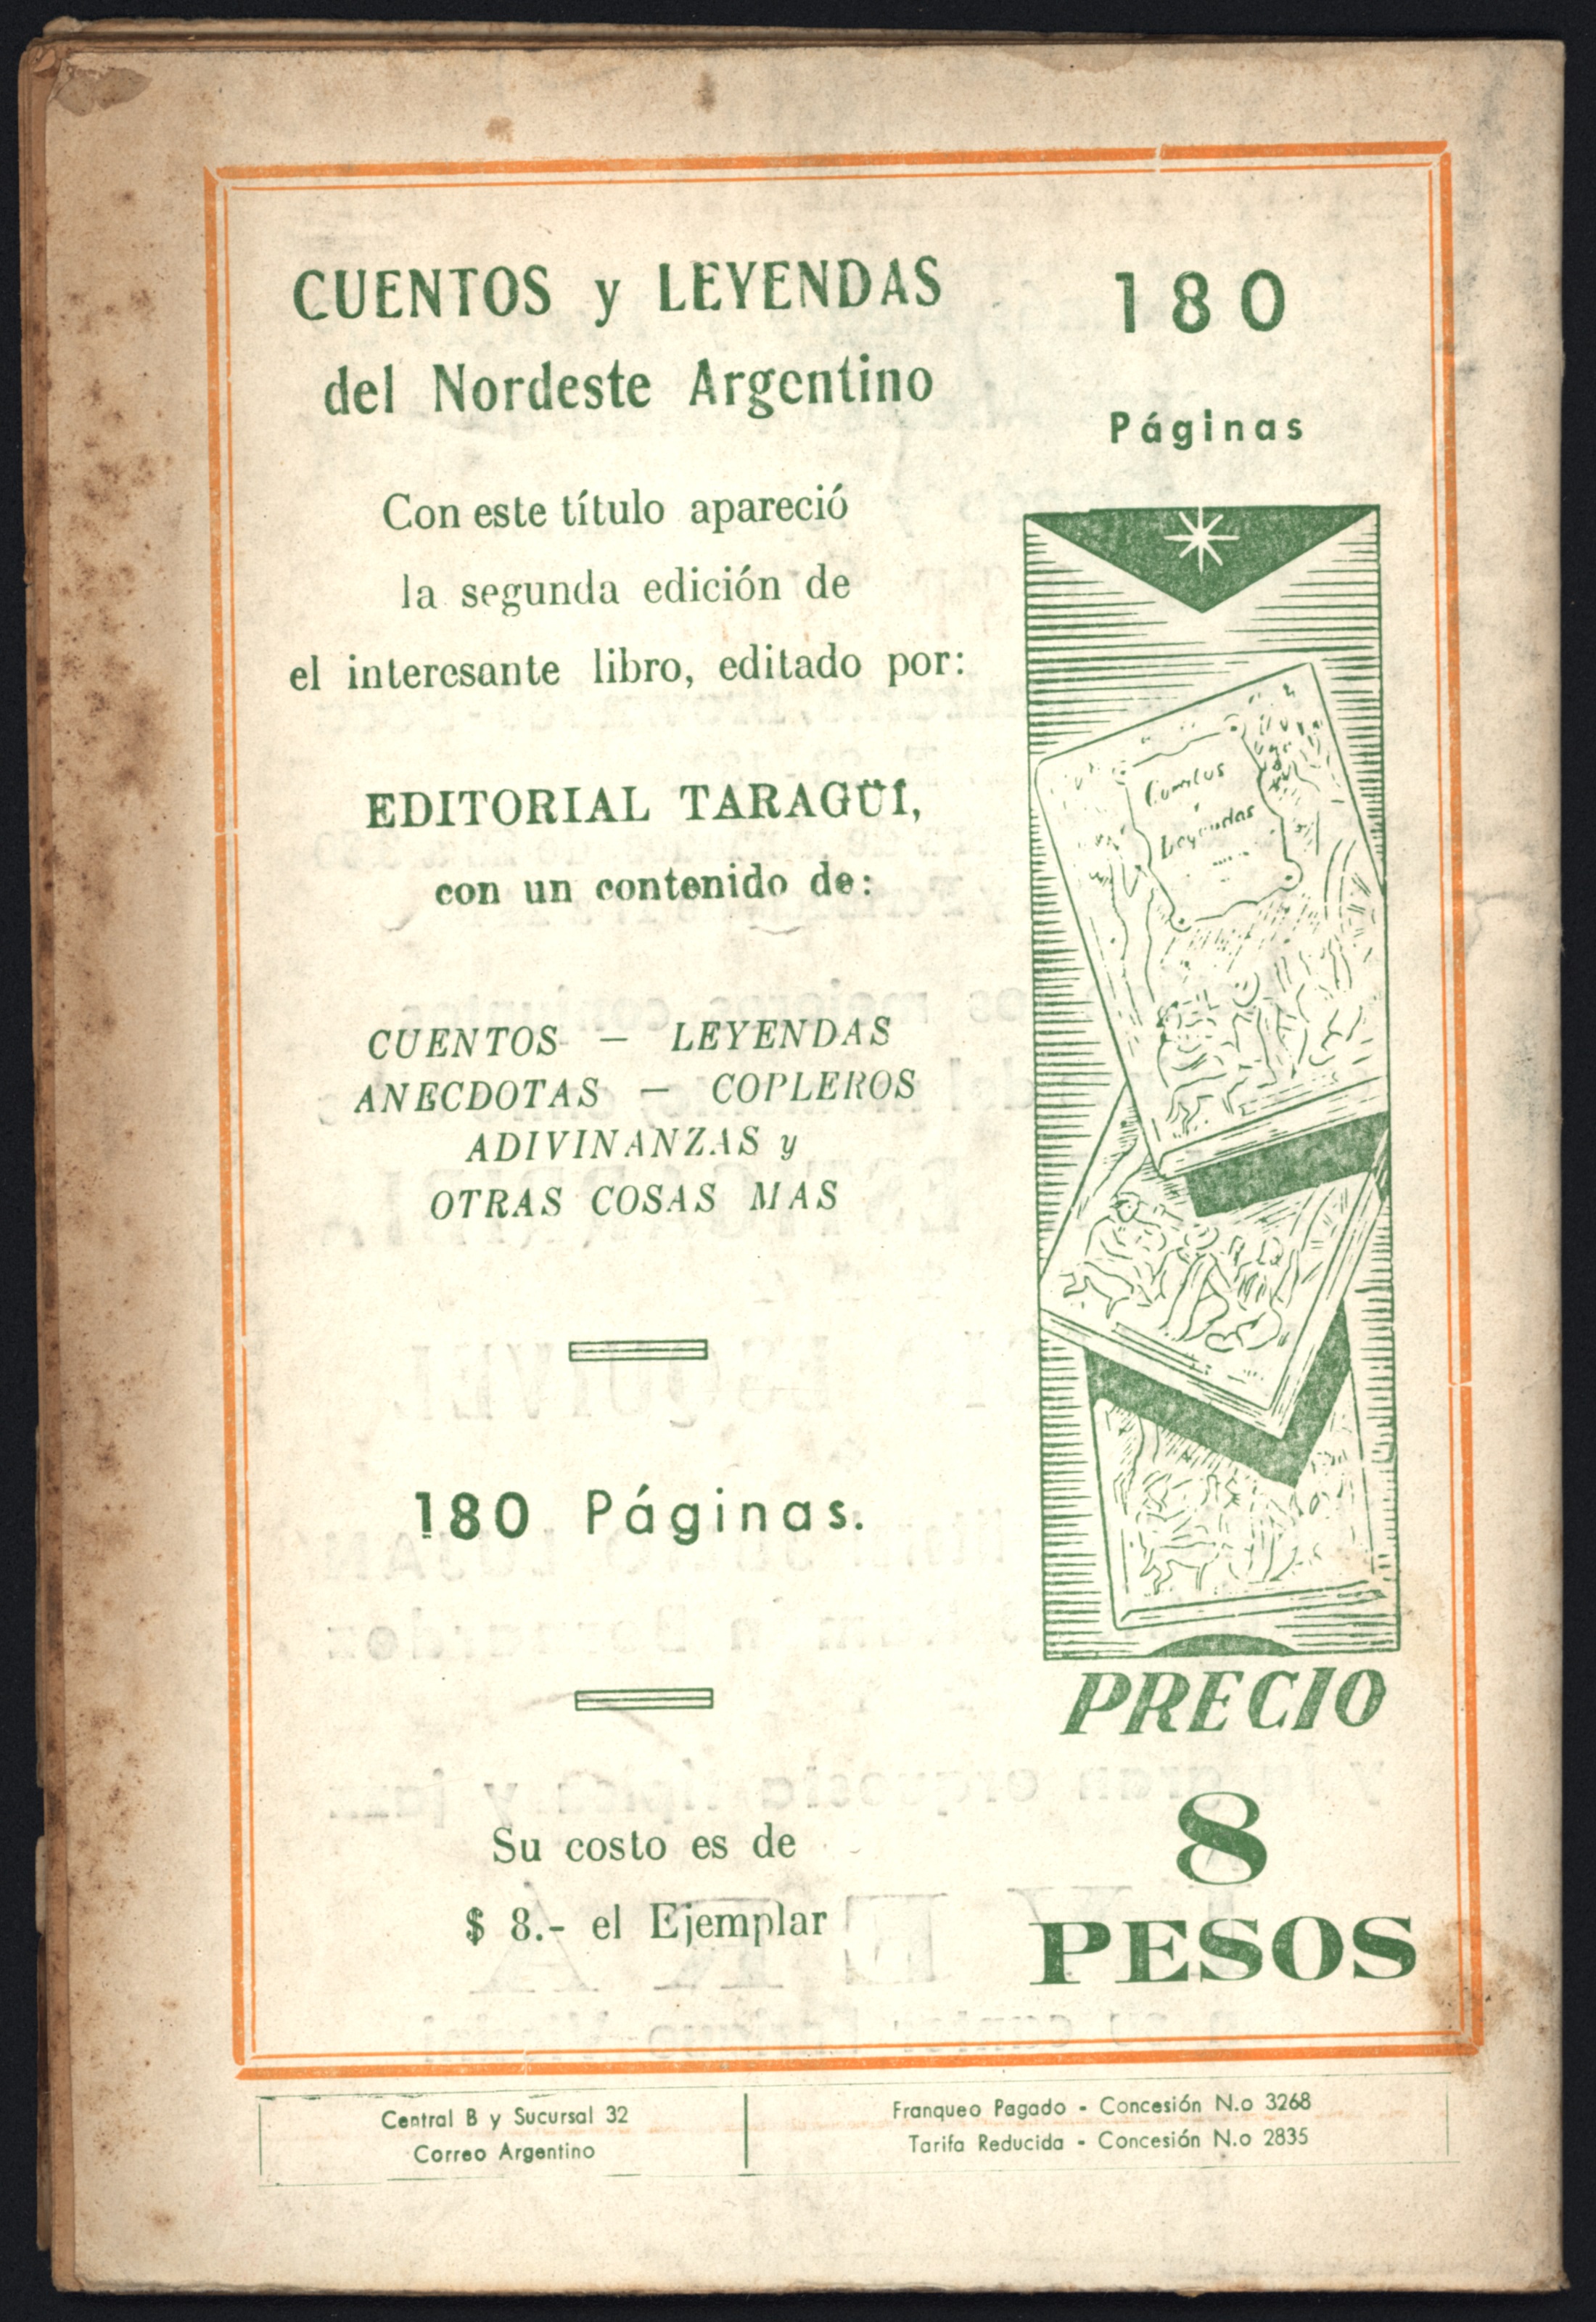 CUENTOS y LEYENDAS
del Nordeste Argentino
Con este título apareció
la segunda edición de
el interesante libro, editado por:
EDITORIAL TARAGÜI,
con un contenido de:
CUENTOS — LEYENDAS
ANECDOTAS — COPLEROS
ADIVINANZAS y
OTRAS COSAS MAS
180 Páginas.
Su costo es de
$ 8.- el Ejemplar
180
Páginas
Cuentos
y
Leyendas
PRECIO
8
PESOS
Central B y Sucursal 32
Correo Argentino
Franqueo Pagado - Concesión N.o 3268
Tarifa Reducida - Concesión N.o 2835